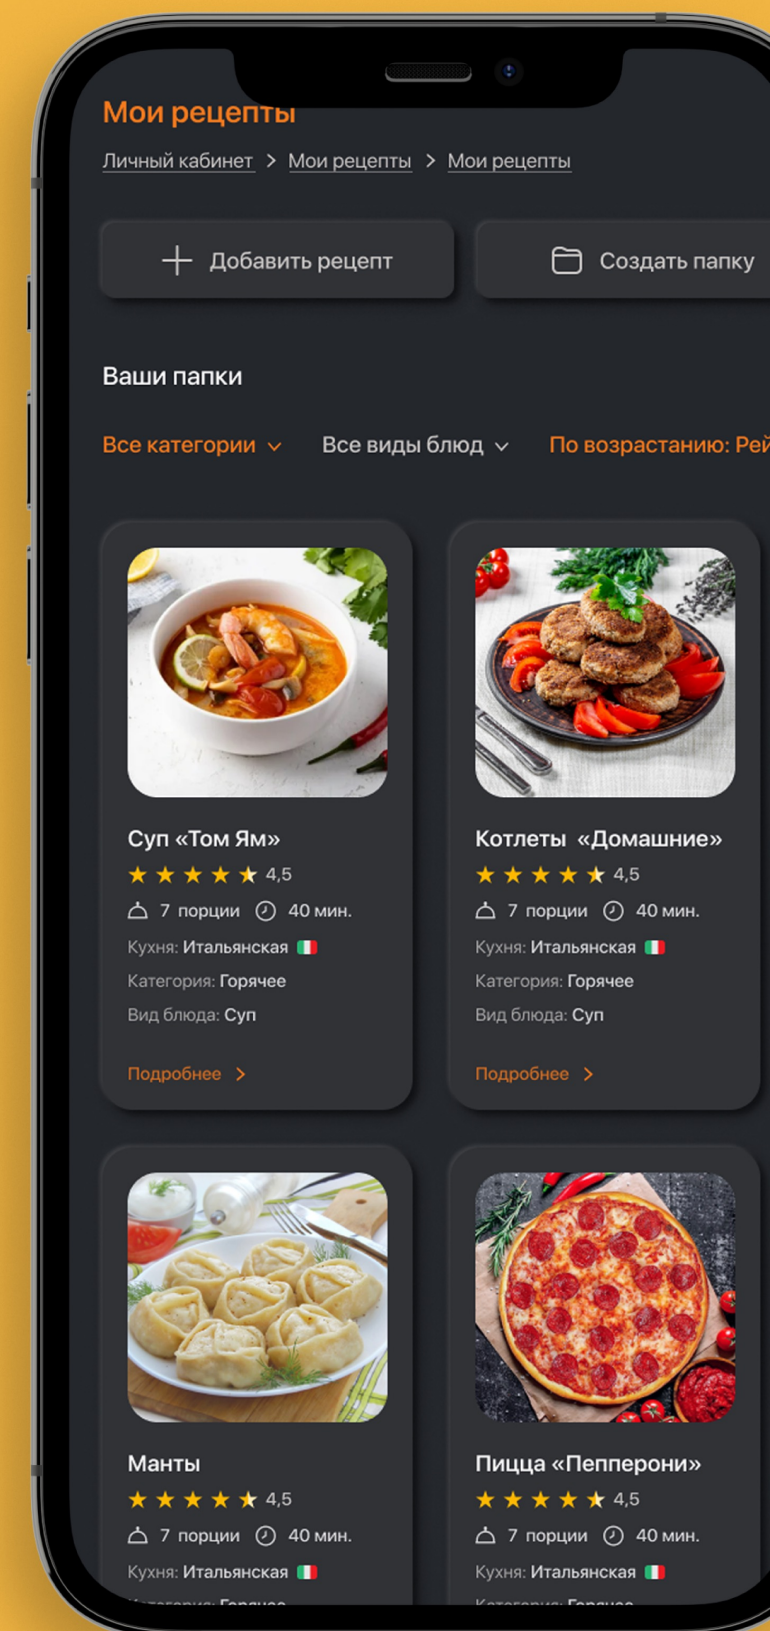 Мои рецепты
Личный кабинет > Мои рецепты > Мои рецепты
Добавить рецепт
Создать папку
Ваши папки
Все категории
Все виды блюд
По возрастанию:
Суп «Том Ям»
4,5
7 порции 40 мин.
Кухня: Итальянская
Категория: Горячее
Вид блюда: Суп
Подробнее >
Котлеты «Домашние»
4,5
7 порции 40 мин.
Кухня: Итальянская
Категория: Горячее
Вид блюда: Суп
Подробнее >
Манты
4,5
7 порции 40 мин.
Кухня: Итальянская
Пицца «Пепперони»
4,5
7 порции 40 мин.
Кухня: Итальянская